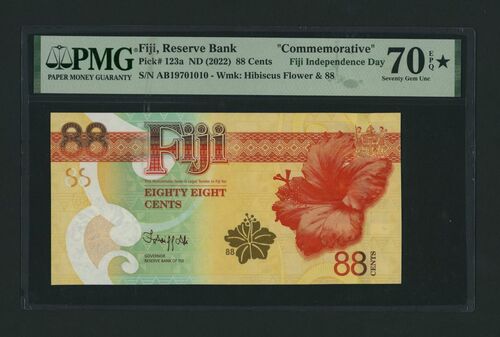 PMG
PAPER MONEY GUARANTY
Fiji, Reserve Bank "Commemorative"
Pick# 123a ND (2022) 88 Cents Fiji Independence Day
S/N AB19701010 - Wmk: Hibiscus Flower & 88
70 EPQ ★
Seventy Gem Unc
88
Fiji
88
EIGHTY EIGHT
CENTS
GOVERNOR
RESERVE BANK OF FIJI
88
88 CENTS